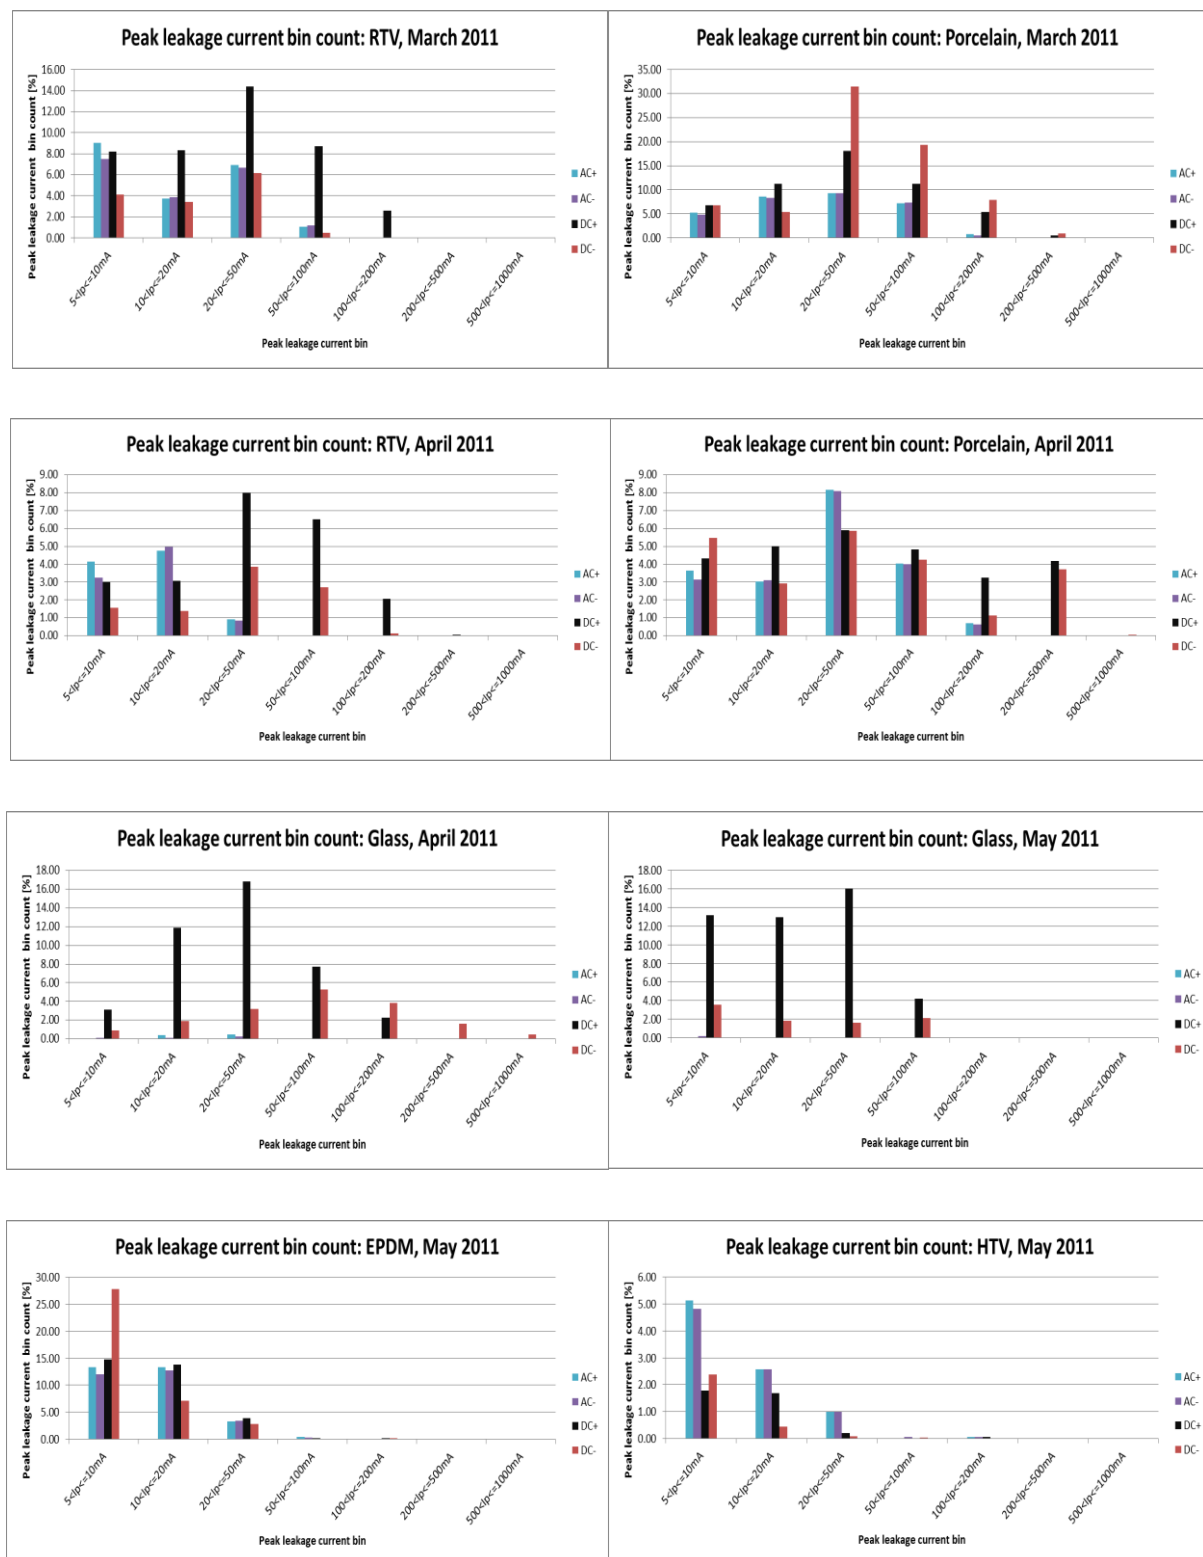 Peak leakage current bin count: RTV, March 2011
Peak leakage current bin count [%]
16.00
14.00
12.00
10.00
8.00
6.00
4.00
2.00
0.00
5<Ip<=10mA
10<Ip<=20mA
20<Ip<=50mA
50<Ip<=100mA
100<Ip<=200mA
200<Ip<=500mA
500<Ip<=1000mA
Peak leakage current bin
AC+
AC-
DC+
DC-
Peak leakage current bin count: Porcelain, March 2011
Peak leakage current bin count [%]
35.00
30.00
25.00
20.00
15.00
10.00
5.00
0.00
5<Ip<=10mA
10<Ip<=20mA
20<Ip<=50mA
50<Ip<=100mA
100<Ip<=200mA
200<Ip<=500mA
500<Ip<=1000mA
Peak leakage current bin
AC+
AC-
DC+
DC-
Peak leakage current bin count: RTV, April 2011
Peak leakage current bin count [%]
9.00
8.00
7.00
6.00
5.00
4.00
3.00
2.00
1.00
0.00
5<Ip<=10mA
10<Ip<=20mA
20<Ip<=50mA
50<Ip<=100mA
100<Ip<=200mA
200<Ip<=500mA
500<Ip<=1000mA
Peak leakage current bin
AC+
AC-
DC+
DC-
Peak leakage current bin count: Porcelain, April 2011
Peak leakage current bin count [%]
9.00
8.00
7.00
6.00
5.00
4.00
3.00
2.00
1.00
0.00
5<Ip<=10mA
10<Ip<=20mA
20<Ip<=50mA
50<Ip<=100mA
100<Ip<=200mA
200<Ip<=500mA
500<Ip<=1000mA
Peak leakage current bin
AC+
AC-
DC+
DC-
Peak leakage current bin count: Glass, April 2011
Peak leakage current bin count [%]
18.00
16.00
14.00
12.00
10.00
8.00
6.00
4.00
2.00
0.00
5<Ip<=10mA
10<Ip<=20mA
20<Ip<=50mA
50<Ip<=100mA
100<Ip<=200mA
200<Ip<=500mA
500<Ip<=1000mA
Peak leakage current bin
AC+
AC-
DC+
DC-
Peak leakage current bin count: Glass, May 2011
Peak leakage current bin count [%]
18.00
16.00
14.00
12.00
10.00
8.00
6.00
4.00
2.00
0.00
5<Ip<=10mA
10<Ip<=20mA
20<Ip<=50mA
50<Ip<=100mA
100<Ip<=200mA
200<Ip<=500mA
500<Ip<=1000mA
Peak leakage current bin
AC+
AC-
DC+
DC-
Peak leakage current bin count: EPDM, May 2011
Peak leakage current bin count [%]
30.00
25.00
20.00
15.00
10.00
5.00
0.00
5<Ip<=10mA
10<Ip<=20mA
20<Ip<=50mA
50<Ip<=100mA
100<Ip<=200mA
200<Ip<=500mA
500<Ip<=1000mA
Peak leakage current bin
AC+
AC-
DC+
DC-
Peak leakage current bin count: HTV, May 2011
Peak leakage current bin count [%]
6.00
5.00
4.00
3.00
2.00
1.00
0.00
5<Ip<=10mA
10<Ip<=20mA
20<Ip<=50mA
50<Ip<=100mA
100<Ip<=200mA
200<Ip<=500mA
500<Ip<=1000mA
Peak leakage current bin
AC+
AC-
DC+
DC-